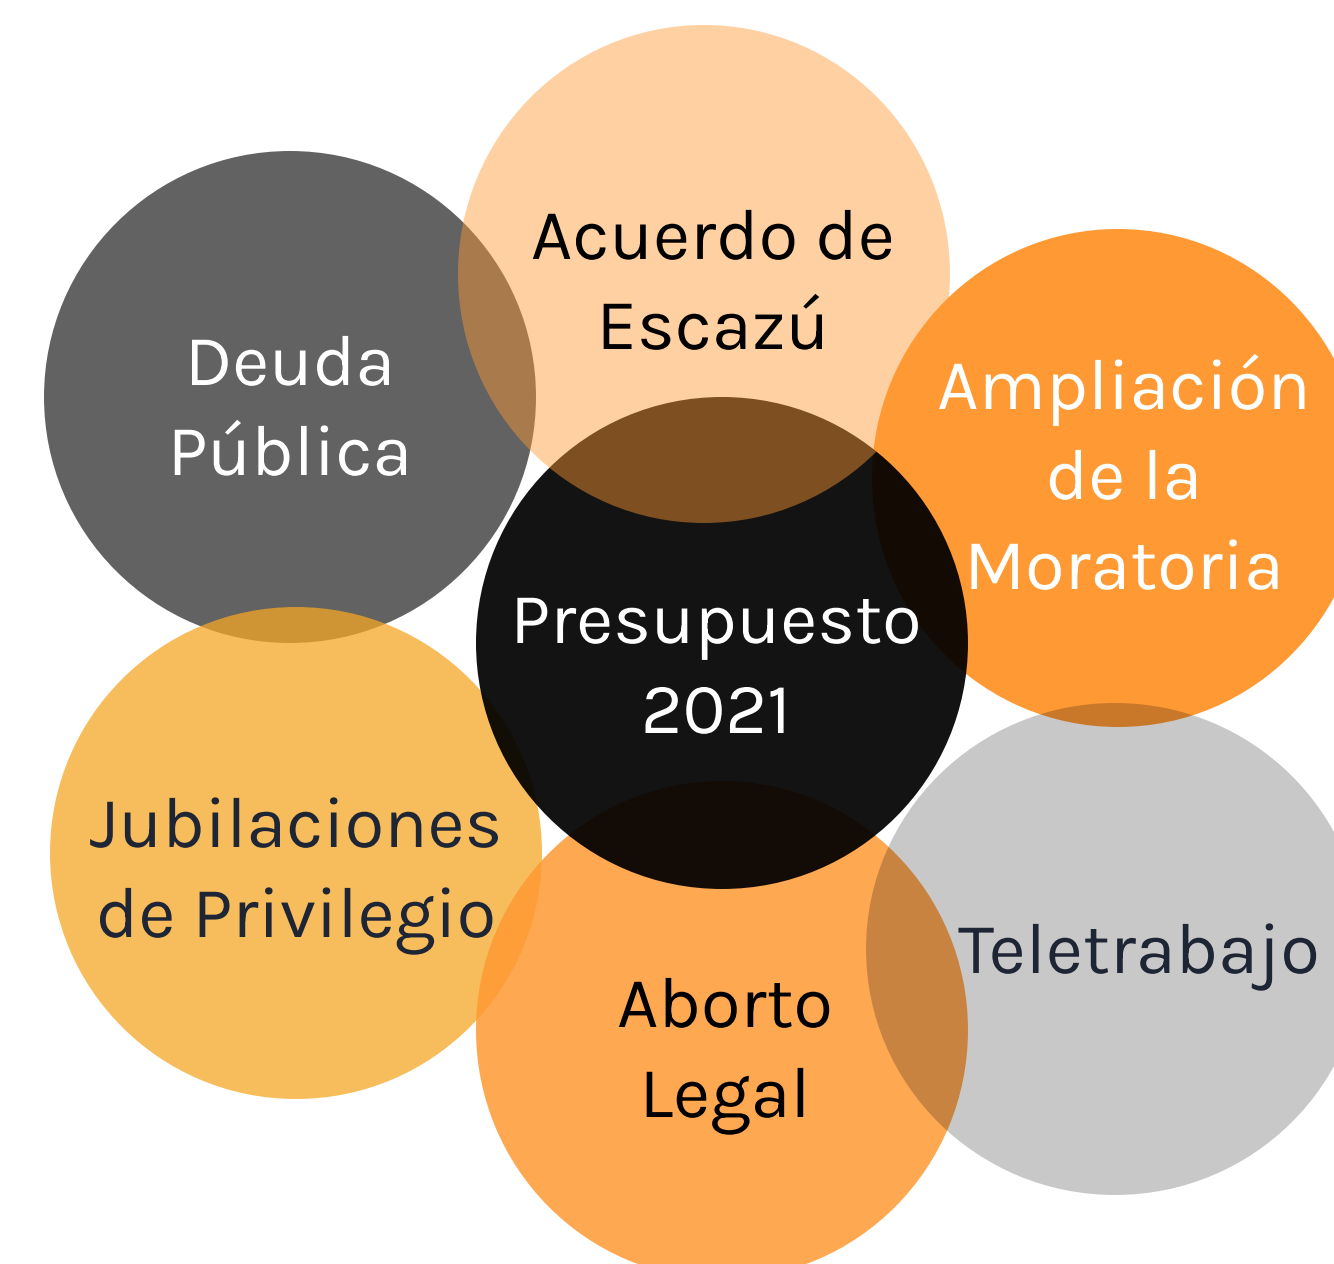 Acuerdo de
Escazú
Deuda
Pública
Ampliación
de la
Moratoria
Presupuesto
2021
Jubilaciones
de Privilegio
Teletrabajo
Aborto
Legal